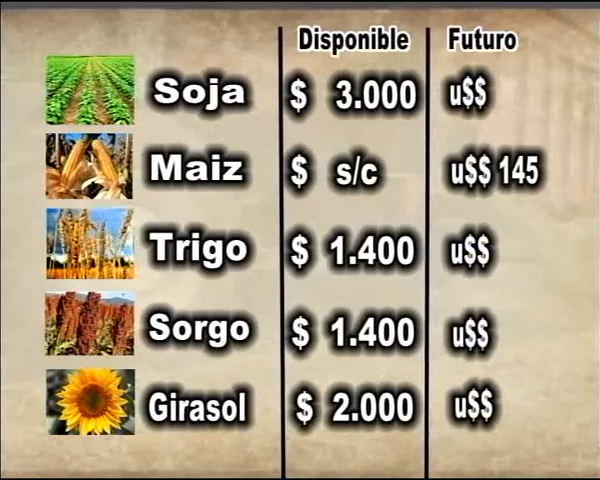 Disponible Futuro
Soja $ 3.000 u$$
Maiz $ s/c u$$ 145
Trigo $ 1.400 u$$
Sorgo $ 1.400 u$$
Girasol $ 2.000 u$$